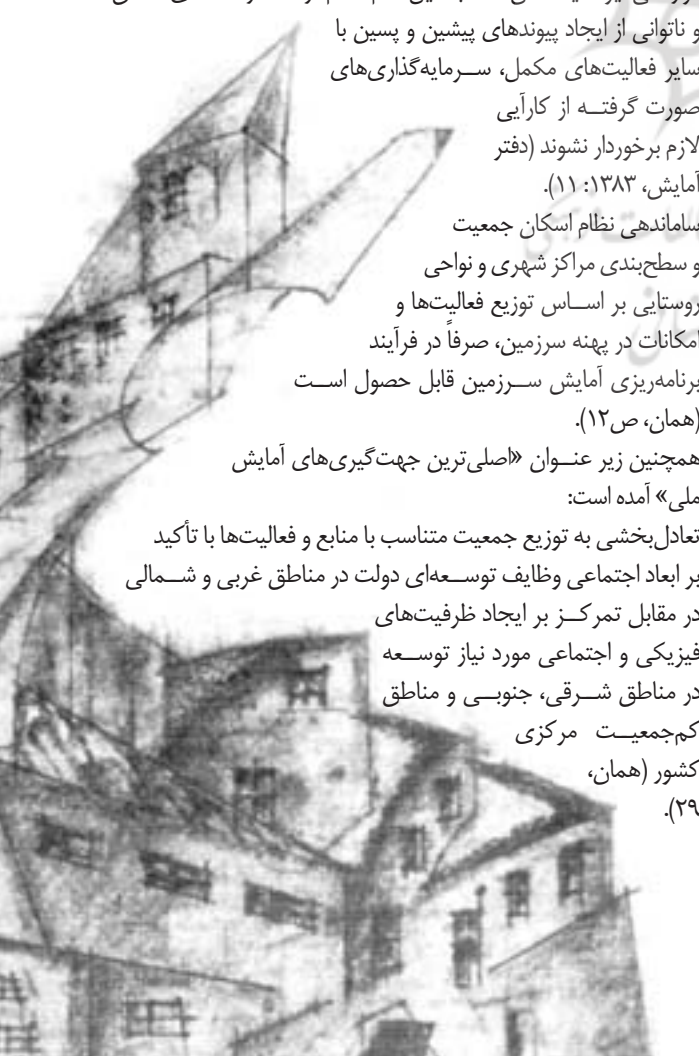 و ناتوانی از ایجاد پیوندهای پیشین و پسین با
سایر فعالیت‌های مکمل، سرمایه‌گذاری‌های
صورت گرفته از کارآیی
لازم برخوردار نشوند (دفتر
آمایش، ۱۳۸۳: ۱۱).
ساماندهی نظام اسکان جمعیت
و سطح‌بندی مراکز شهری و نواحی
روستایی بر اساس توزیع فعالیت‌ها و
امکانات در پهنه سرزمین، صرفاً در فرآیند
برنامه‌ریزی آمایش سرزمین قابل حصول است
(همان، ص۱۲).
همچنین زیر عنوان «اصلی‌ترین جهت‌گیری‌های آمایش
ملی» آمده است:
تعادل‌بخشی به توزیع جمعیت متناسب با منابع و فعالیت‌ها با تأکید
بر ابعاد اجتماعی وظایف توسعه‌ای دولت در مناطق غربی و شمالی
در مقابل تمرکز بر ایجاد ظرفیت‌های
فیزیکی و اجتماعی مورد نیاز توسعه
در مناطق شرقی، جنوبی و مناطق
کم‌جمعیت مرکزی
کشور (همان،
۲۹).